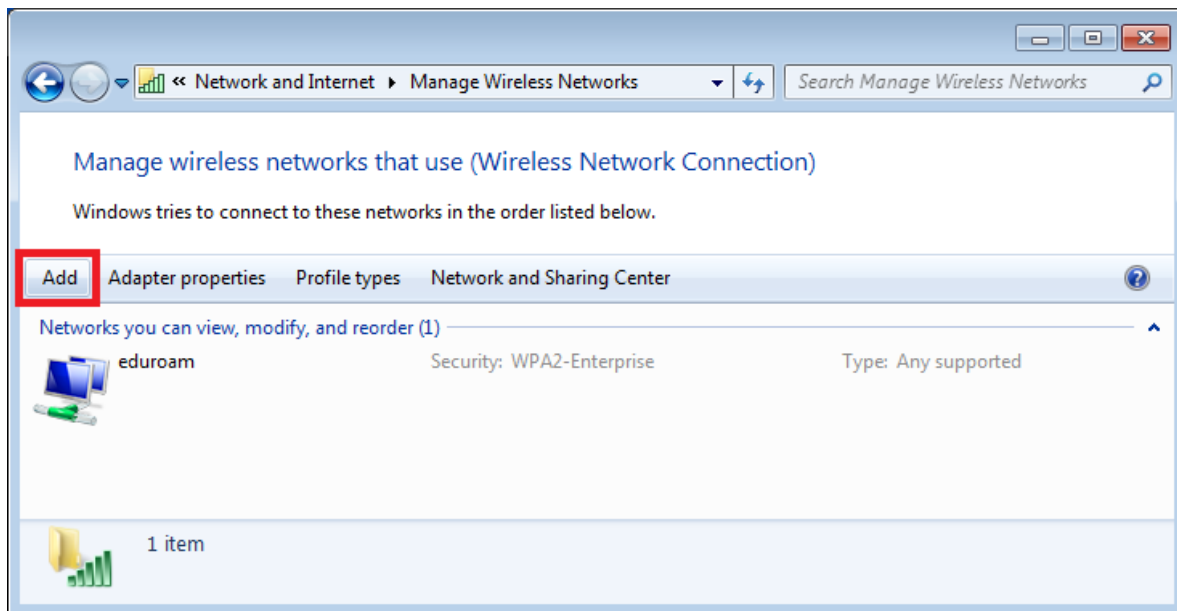 « Network and Internet ▸ Manage Wireless Networks
Search Manage Wireless Networks
Manage wireless networks that use (Wireless Network Connection)
Windows tries to connect to these networks in the order listed below.
Add Adapter properties Profile types Network and Sharing Center ?
Networks you can view, modify, and reorder (1)
eduroam Security: WPA2-Enterprise Type: Any supported
1 item